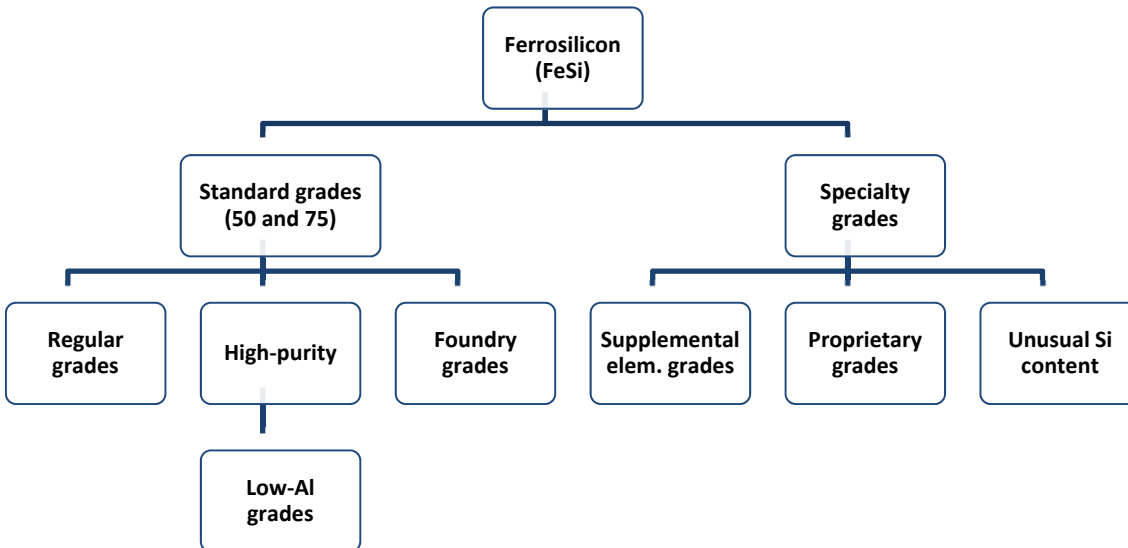 Ferrosilicon
(FeSi)
Standard grades
(50 and 75)
Specialty
grades
Regular
grades
High-purity
Foundry
grades
Supplemental
elem. grades
Proprietary
grades
Unusual Si
content
Low-Al
grades